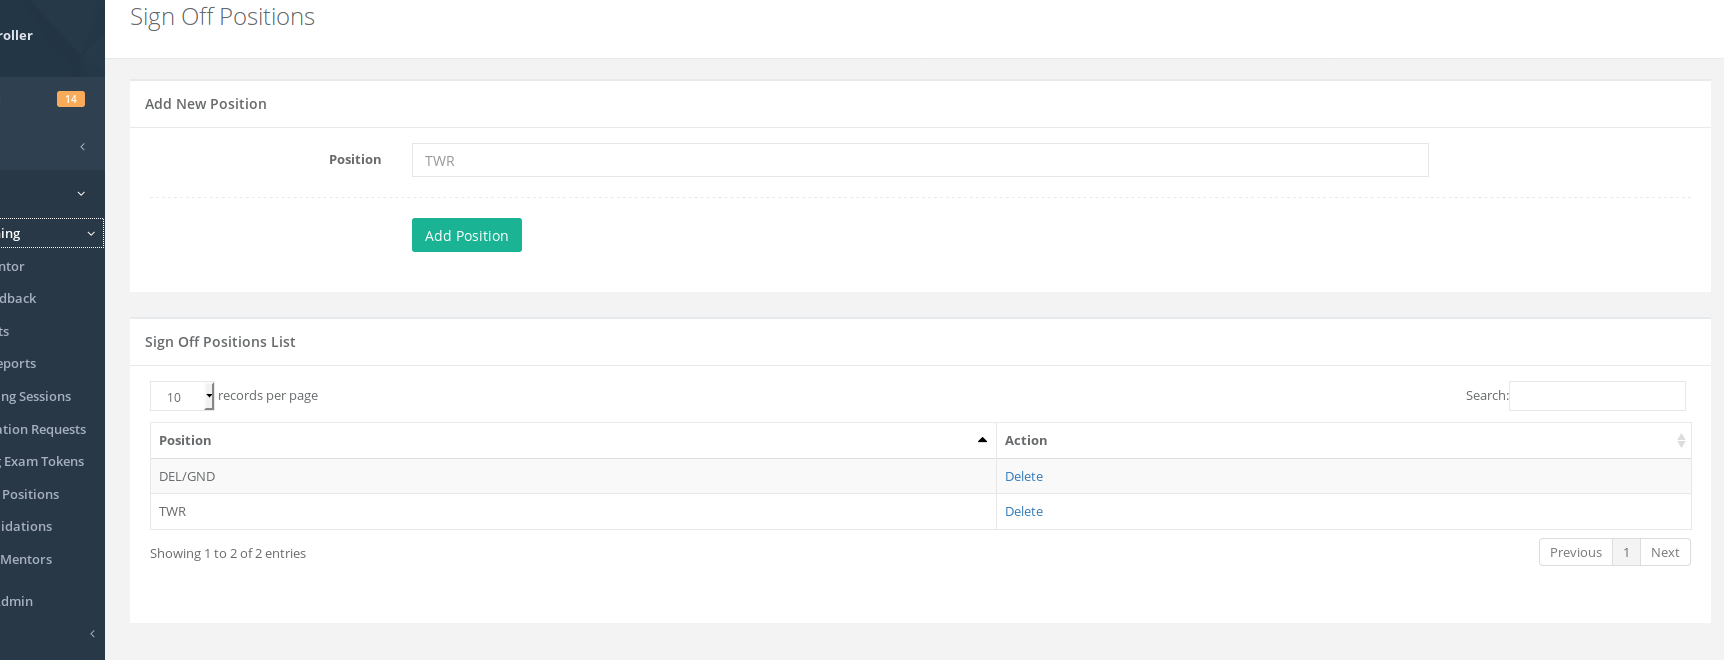 Sign Off Positions
roller
14
Add New Position
Position TWR
Add Position
ing
ntor
dback
ts
eports
ng Sessions
ation Requests
Exam Tokens
Positions
idations
Mentors
dmin
Sign Off Positions List
10 records per page Search:
Position Action
DEL/GND Delete
TWR Delete
Showing 1 to 2 of 2 entries Previous 1 Next